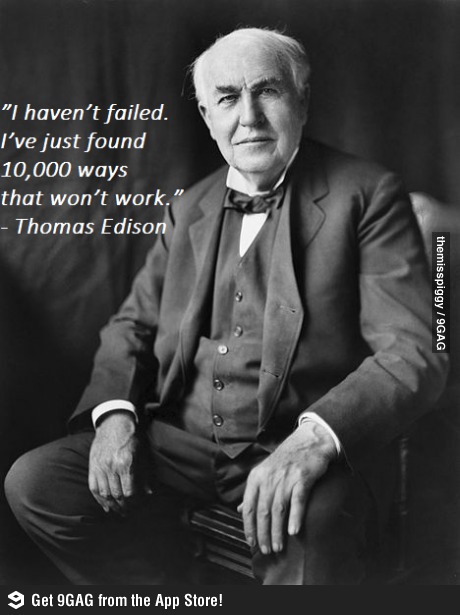 ”I haven’t failed.
I’ve just found
10,000 ways
that won’t work.”
- Thomas Edison
themisspiggy / 9GAG
Get 9GAG from the App Store!